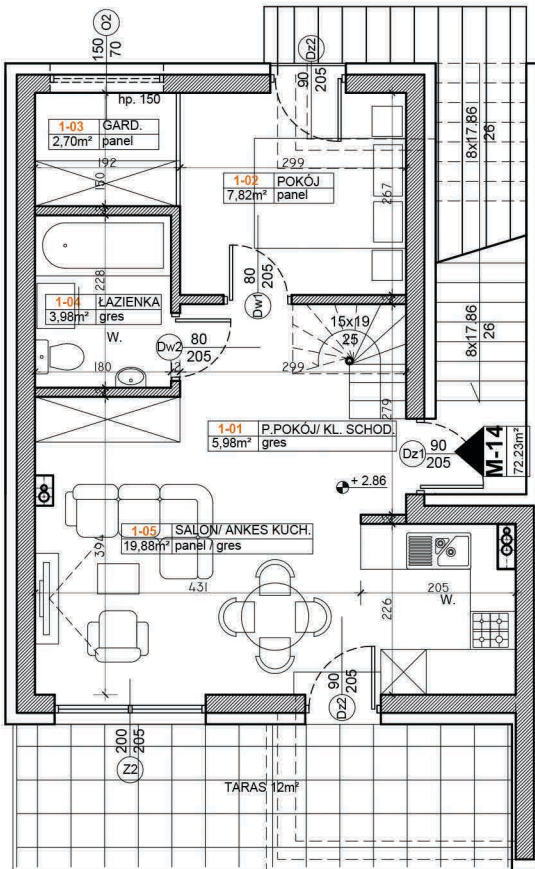 O2
150
70
Dz2
90
205
hp. 150
1-03 GARD.
2,70m² panel
192
150
299
1-02 POKÓJ
7,82m² panel
267
8x17.86
26
8x17.86
26
228
1-04 ŁAZIENKA
3,98m² gres
W.
80
205
Dw1
Dw2
80
205
15x19
25
180
12
299
279
1-01 P.POKÓJ/ KL. SCHOD.
5,98m² gres
Dz1
90
205
M-14
72.23m²
+ 2.86
1-05 SALON/ ANKES KUCH.
19,88m² panel / gres
394
431
205
W.
226
90
205
Dz2
200
205
Z2
TARAS 12m²